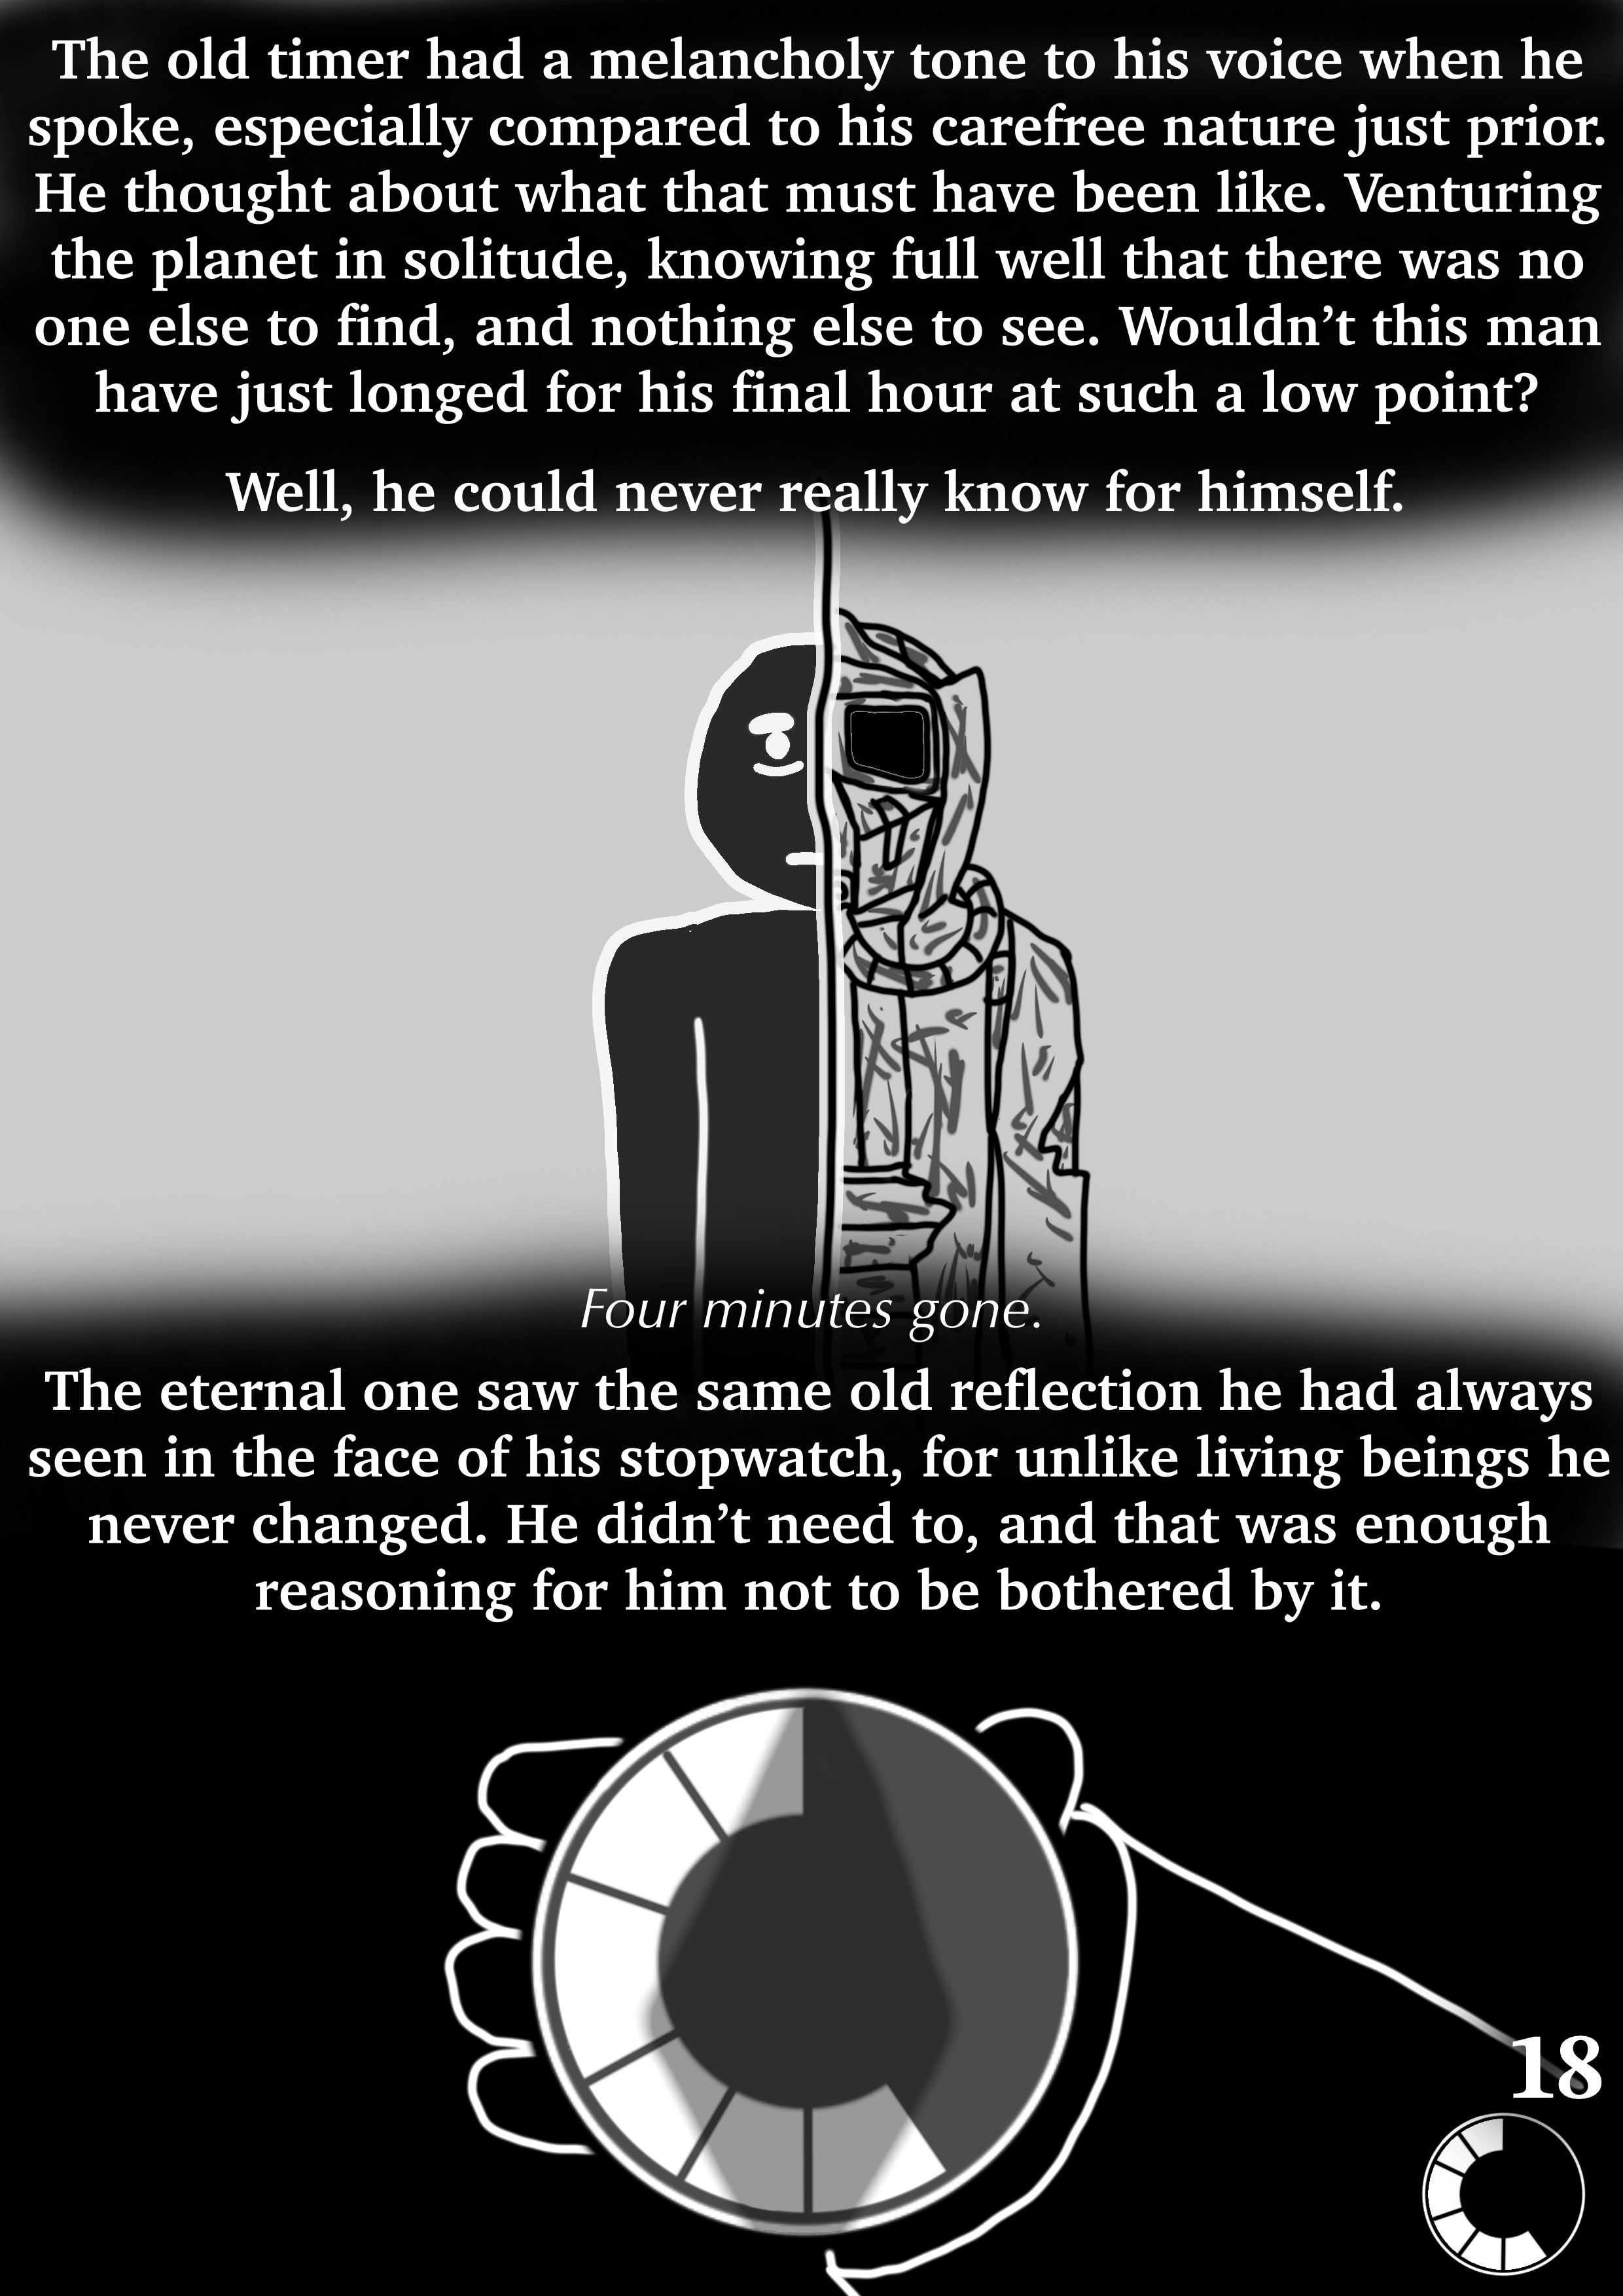 The old timer had a melancholy tone to his voice when he
spoke, especially compared to his carefree nature just prior.
He thought about what that must have been like. Venturing
the planet in solitude, knowing full well that there was no
one else to find, and nothing else to see. Wouldn’t this man
have just longed for his final hour at such a low point?
Well, he could never really know for himself.
Four minutes gone.
The eternal one saw the same old reflection he had always
seen in the face of his stopwatch, for unlike living beings he
never changed. He didn’t need to, and that was enough
reasoning for him not to be bothered by it.
18